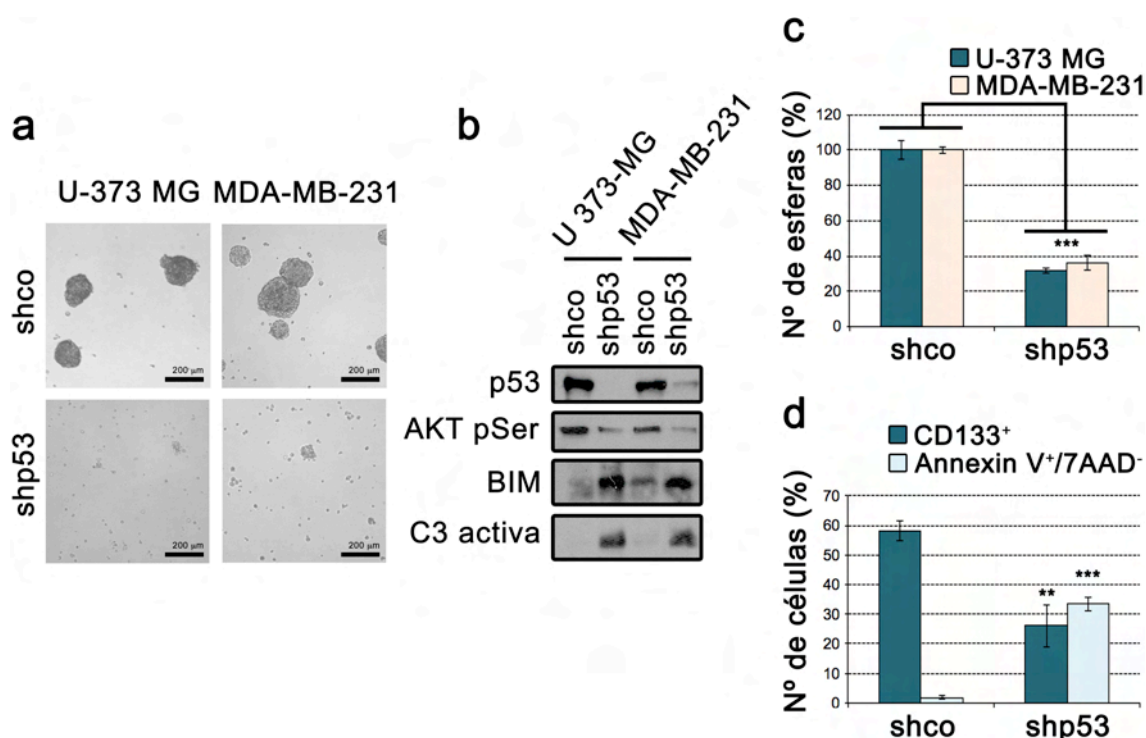 a
U-373 MG MDA-MB-231
shco
200 µm
200 µm
shp53
200 µm
200 µm
b
U 373-MG
MDA-MB-231
shco
shp53
shco
shp53
p53
AKT pSer
BIM
C3 activa
c
U-373 MG
MDA-MB-231
Nº de esferas (%)
120
100
80
60
40
20
0
***
shco shp53
d
CD133⁺
Annexin V⁺/7AAD⁻
Nº de células (%)
70
60
50
40
30
20
10
0
** ***
shco shp53